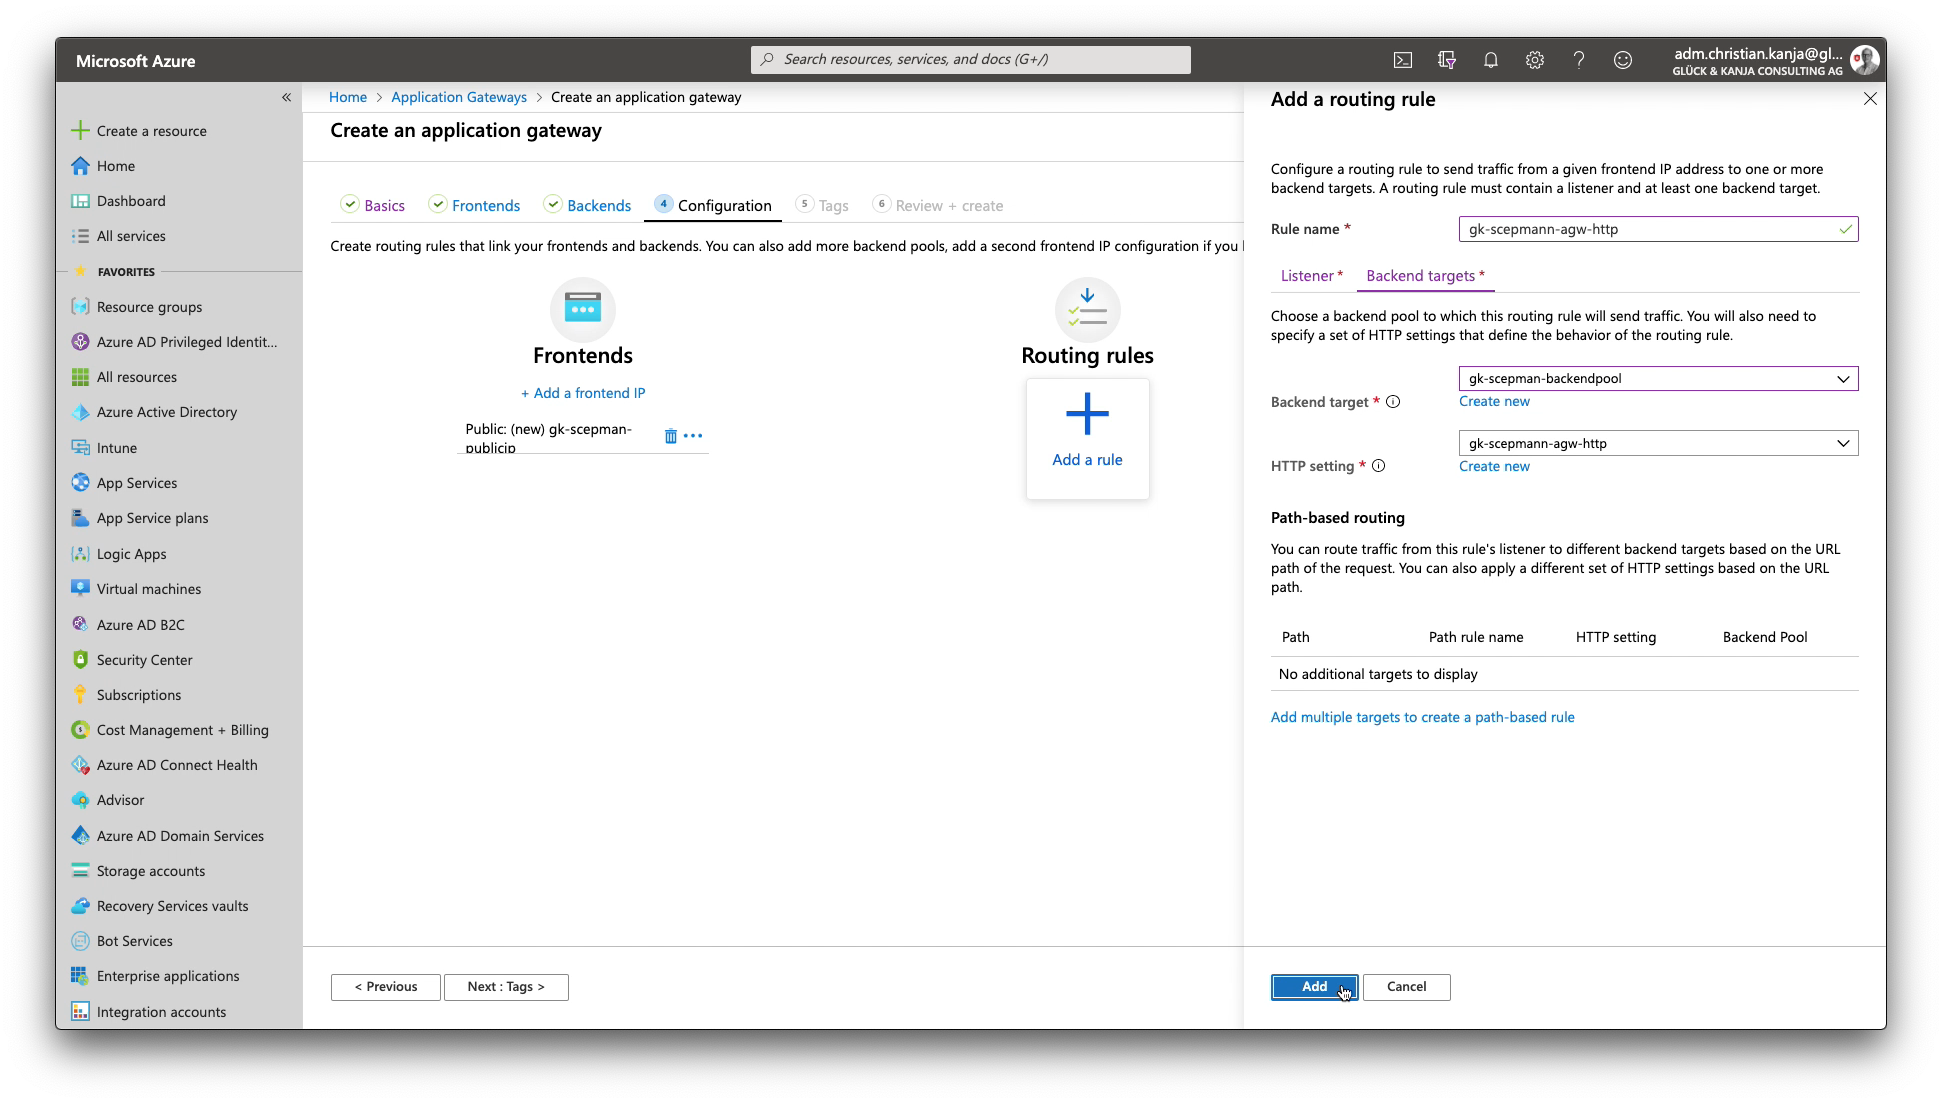 Microsoft Azure
Search resources, services, and docs (G+/)
adm.christian.kanja@gl...
GLÜCK & KANJA CONSULTING AG
«
Create a resource
Home
Dashboard
All services
FAVORITES
Resource groups
Azure AD Privileged Identit...
All resources
Azure Active Directory
Intune
App Services
App Service plans
Logic Apps
Virtual machines
Azure AD B2C
Security Center
Subscriptions
Cost Management + Billing
Azure AD Connect Health
Advisor
Azure AD Domain Services
Storage accounts
Recovery Services vaults
Bot Services
Enterprise applications
Integration accounts
Home > Application Gateways > Create an application gateway
Create an application gateway
Basics
Frontends
Backends
4 Configuration
5 Tags
6 Review + create
Create routing rules that link your frontends and backends. You can also add more backend pools, add a second frontend IP configuration if you
Frontends
+ Add a frontend IP
Public: (new) gk-scepman-
publicip
Routing rules
Add a rule
< Previous
Next : Tags >
Add a routing rule
Configure a routing rule to send traffic from a given frontend IP address to one or more
backend targets. A routing rule must contain a listener and at least one backend target.
Rule name *
gk-scepmann-agw-http
Listener *
Backend targets *
Choose a backend pool to which this routing rule will send traffic. You will also need to
specify a set of HTTP settings that define the behavior of the routing rule.
gk-scepman-backendpool
Backend target *
Create new
gk-scepmann-agw-http
HTTP setting *
Create new
Path-based routing
You can route traffic from this rule's listener to different backend targets based on the URL
path of the request. You can also apply a different set of HTTP settings based on the URL
path.
Path
Path rule name
HTTP setting
Backend Pool
No additional targets to display
Add multiple targets to create a path-based rule
Add
Cancel